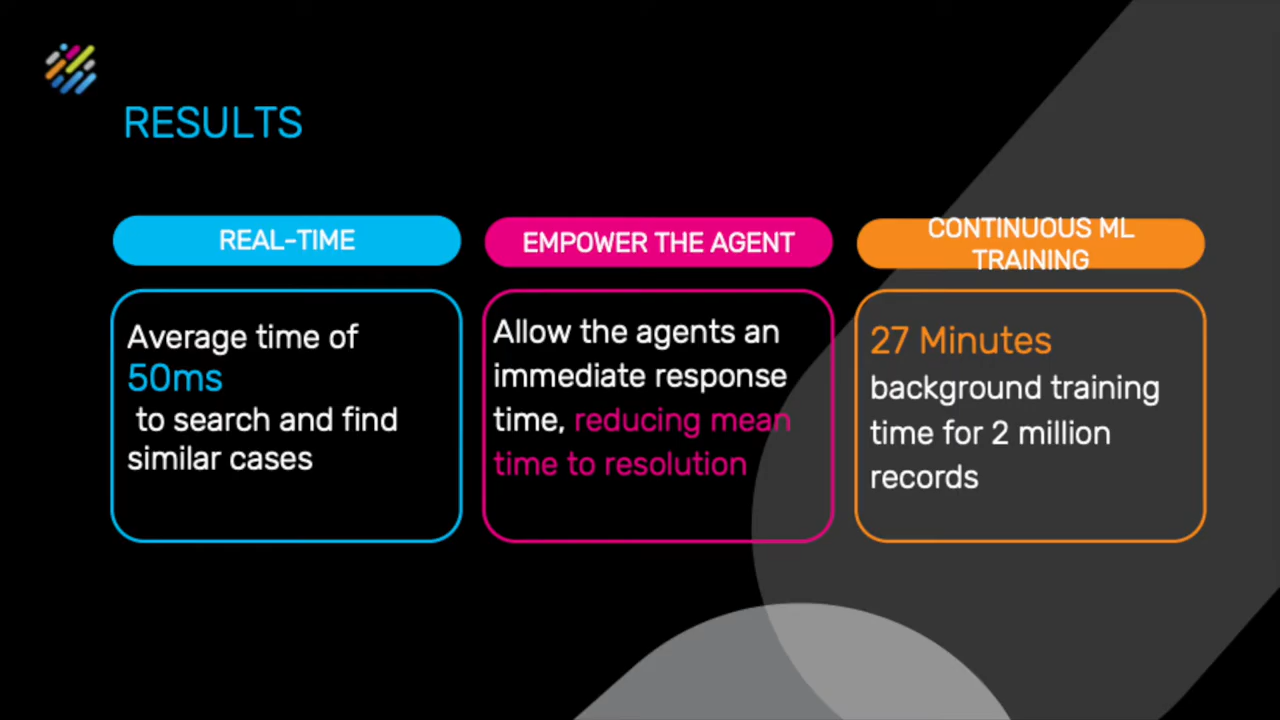 RESULTS
REAL-TIME
Average time of
50ms
to search and find
similar cases
EMPOWER THE AGENT
Allow the agents an
immediate response
time, reducing mean
time to resolution
CONTINUOUS ML
TRAINING
27 Minutes
background training
time for 2 million
records